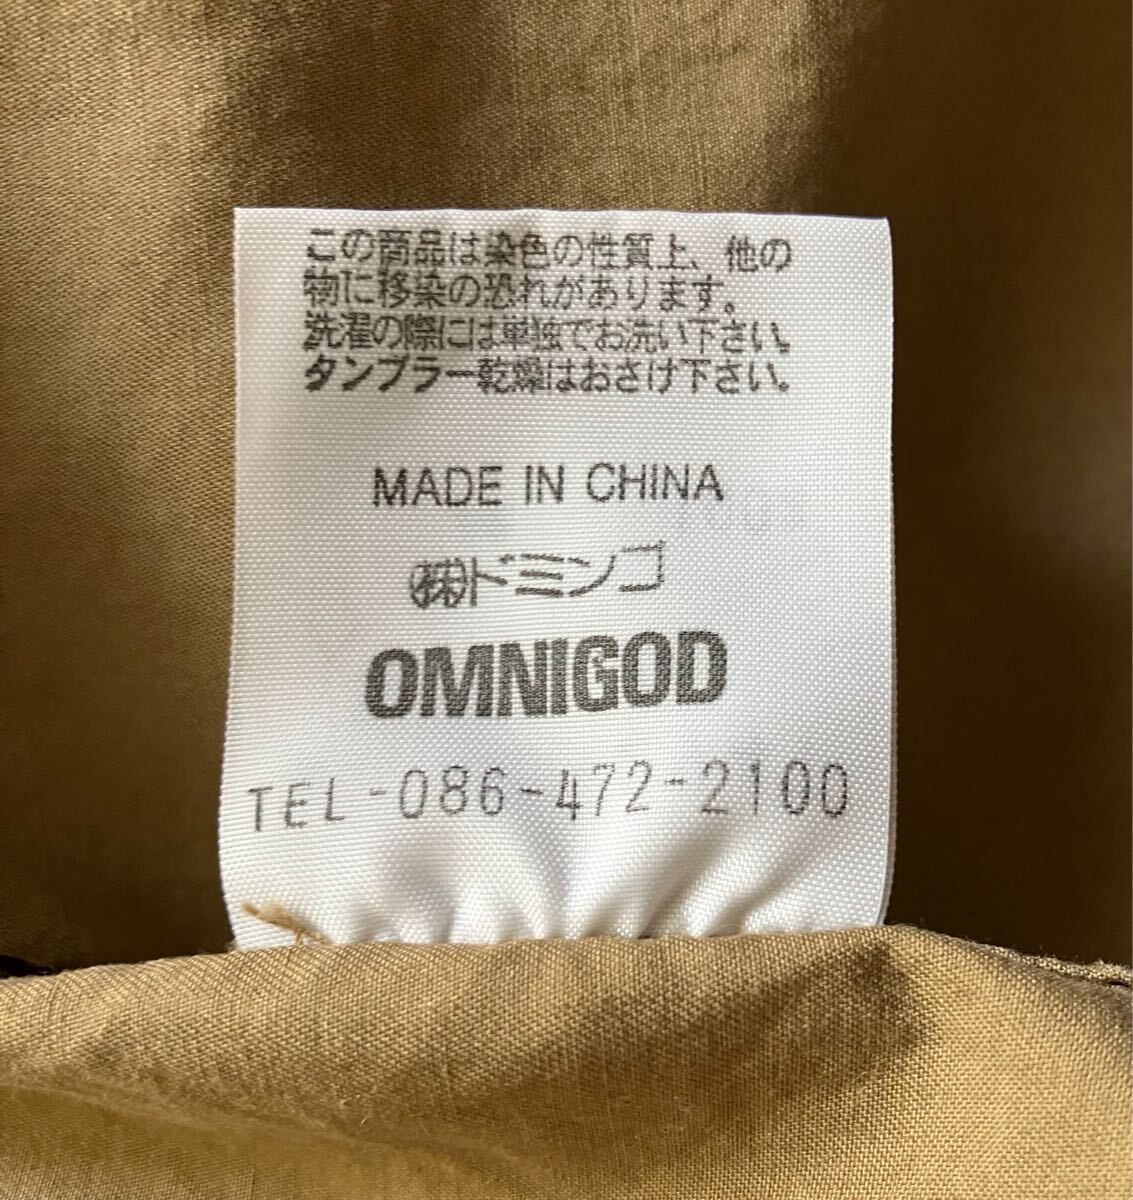 この商品は染色の性質上、他の
物に移染の恐れがあります。
洗濯の際には単独でお洗い下さい。
タンブラー乾燥はおさけ下さい。
MADE IN CHINA
㈱ドミンゴ
OMNIGOD
TEL-086-472-2100